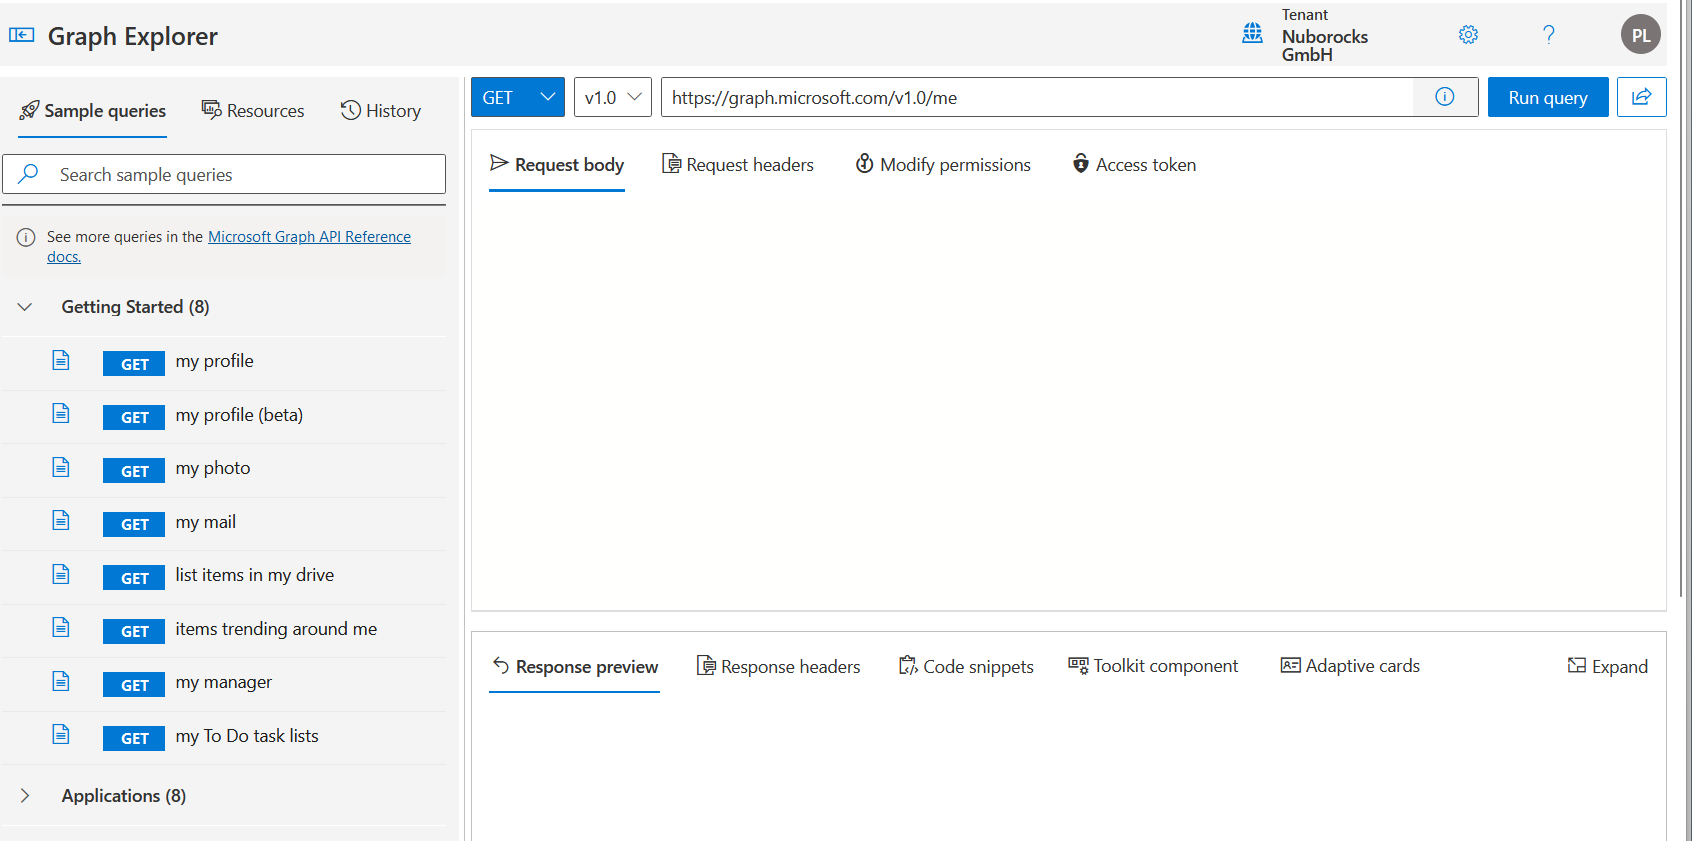 Graph Explorer
Tenant
Nuborocks
GmbH
PL
Sample queries
Resources
History
Search sample queries
See more queries in the Microsoft Graph API Reference
docs.
Getting Started (8)
GET my profile
GET my profile (beta)
GET my photo
GET my mail
GET list items in my drive
GET items trending around me
GET my manager
GET my To Do task lists
Applications (8)
GET
v1.0
https://graph.microsoft.com/v1.0/me
Run query
Request body
Request headers
Modify permissions
Access token
Response preview
Response headers
Code snippets
Toolkit component
Adaptive cards
Expand